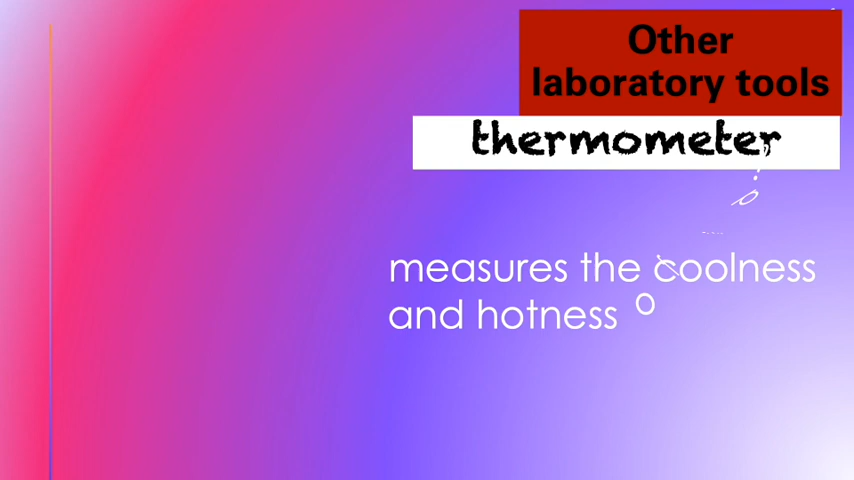 Other
laboratory tools
thermometer
measures the coolness
and hotness